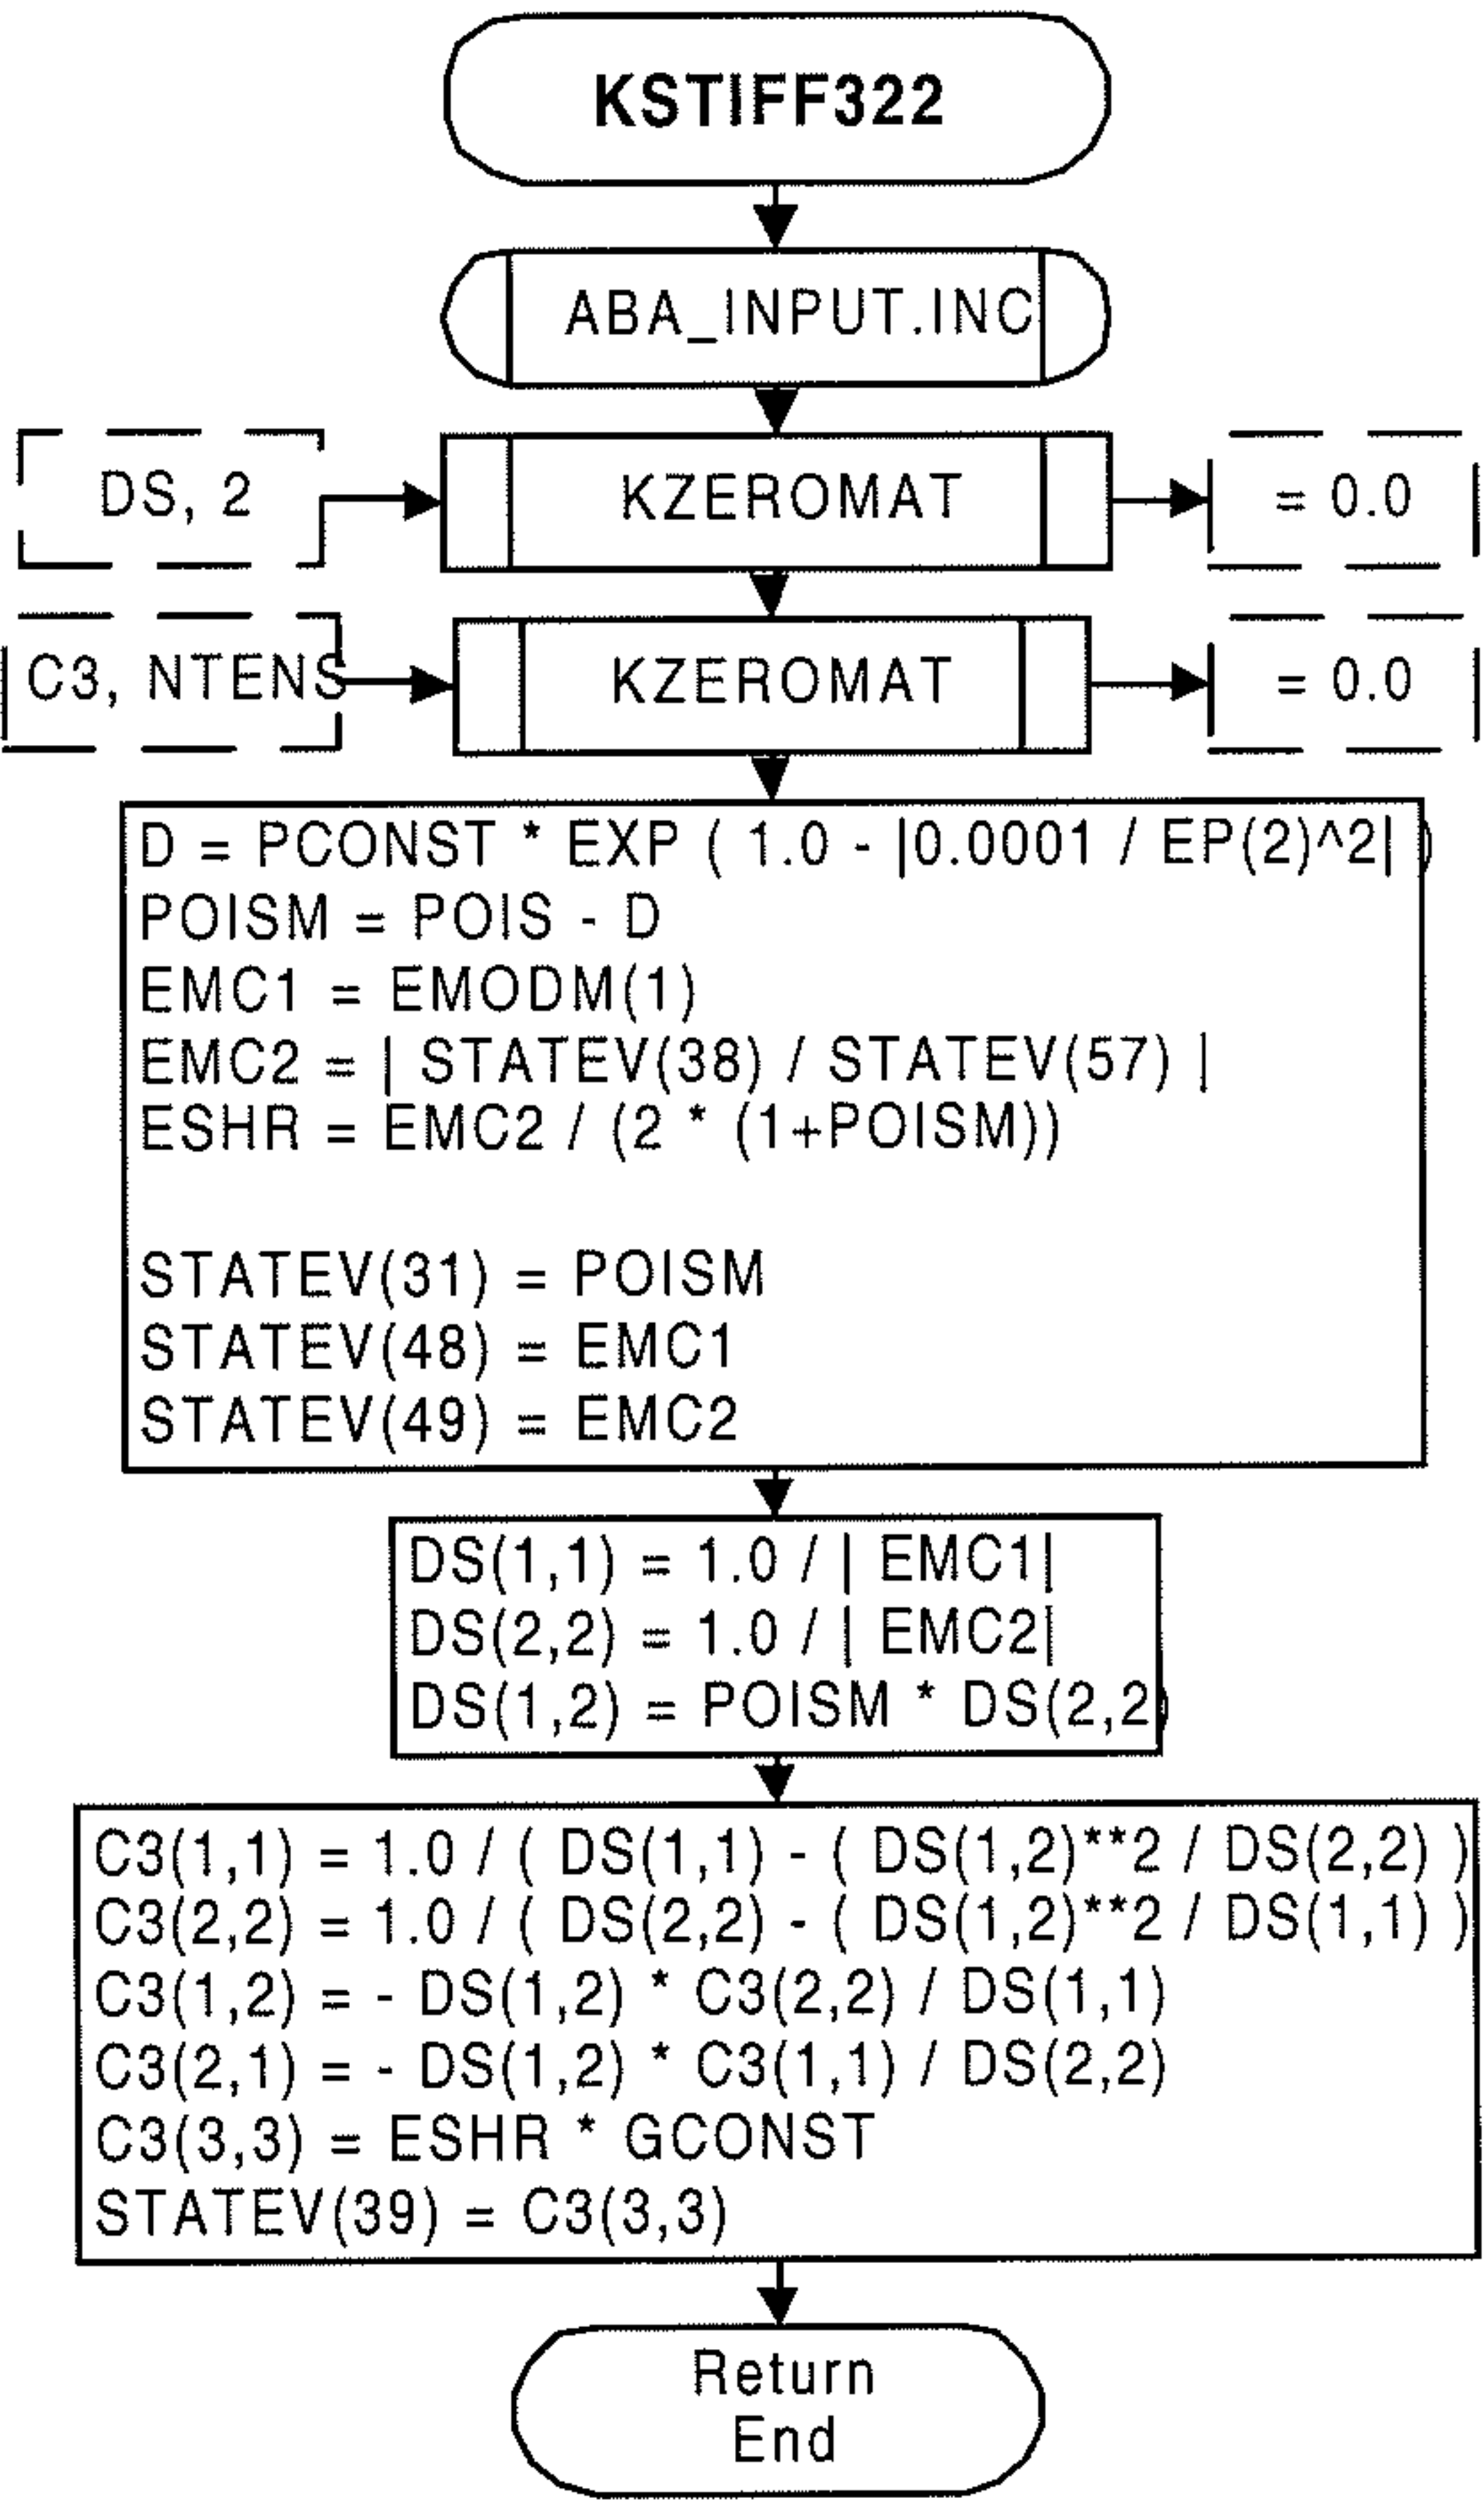 KSTIFF322
ABA_INPUT.INC
DS, 2
KZEROMAT
= 0.0
C3, NTENS
KZEROMAT
= 0.0
D = PCONST * EXP ( 1.0 - |0.0001 / EP(2)^2| )
POISM = POIS - D
EMC1 = EMODM(1)
EMC2 = | STATEV(38) / STATEV(57) |
ESHR = EMC2 / (2 * (1+POISM))
STATEV(31) = POISM
STATEV(48) = EMC1
STATEV(49) = EMC2
DS(1,1) = 1.0 / | EMC1|
DS(2,2) = 1.0 / | EMC2|
DS(1,2) = POISM * DS(2,2)
C3(1,1) = 1.0 / ( DS(1,1) - ( DS(1,2)**2 / DS(2,2) ) )
C3(2,2) = 1.0 / ( DS(2,2) - ( DS(1,2)**2 / DS(1,1) ) )
C3(1,2) = - DS(1,2) * C3(2,2) / DS(1,1)
C3(2,1) = - DS(1,2) * C3(1,1) / DS(2,2)
C3(3,3) = ESHR * GCONST
STATEV(39) = C3(3,3)
Return
End